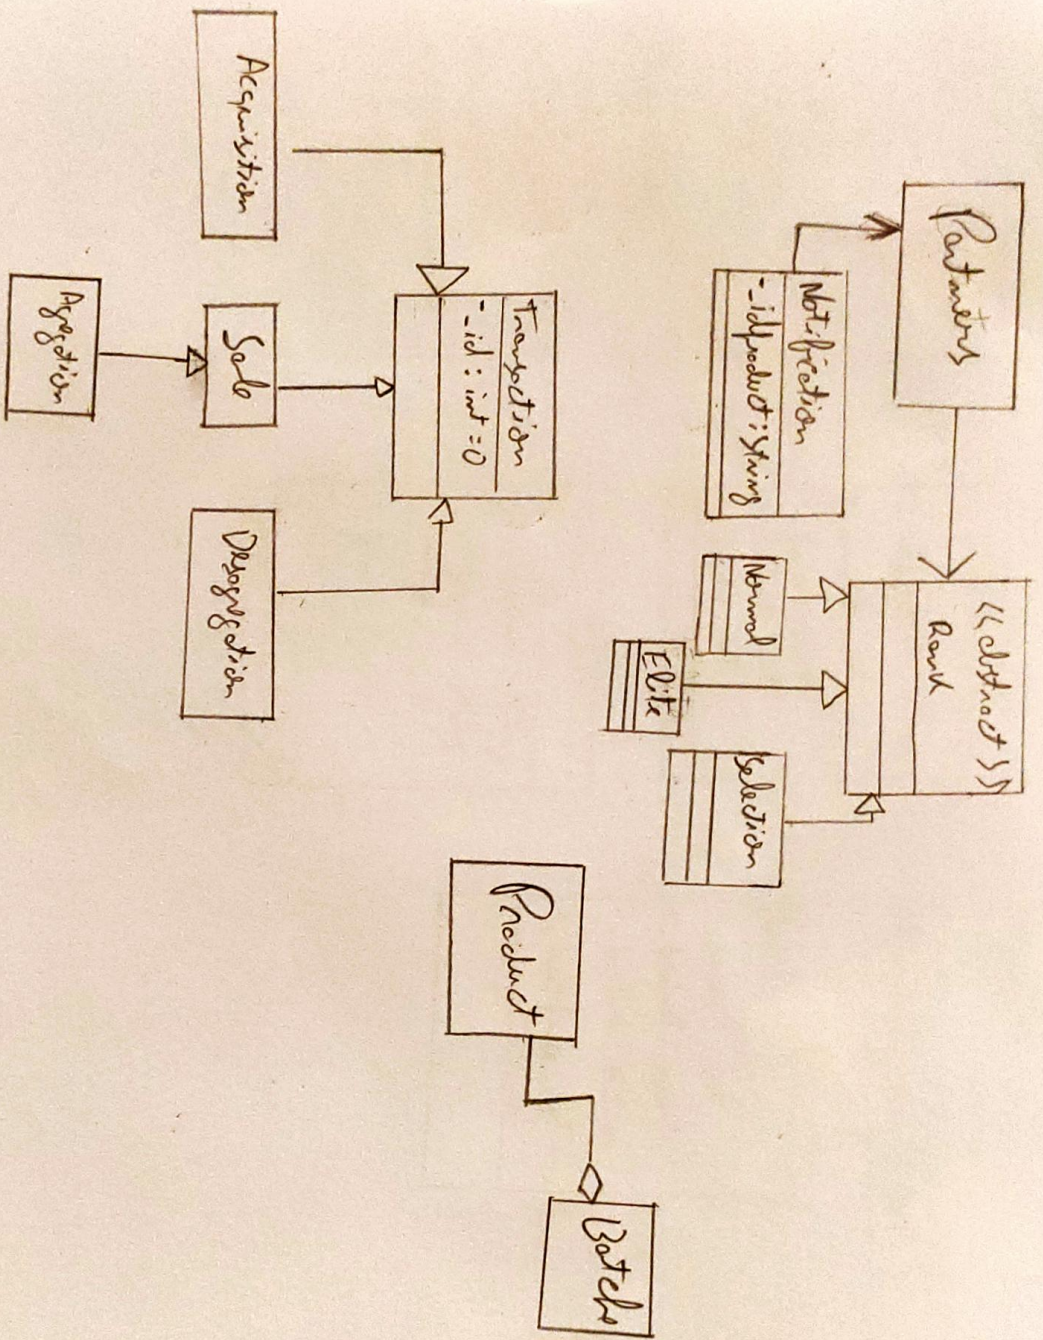 Partners
<<abstract>>
Rank
Notification
-_idproduct:String
Normal
Elite
Selection
Transaction
-_id:int=0
Acquisition
Sale
Desagregation
Agregation
Product
Batch